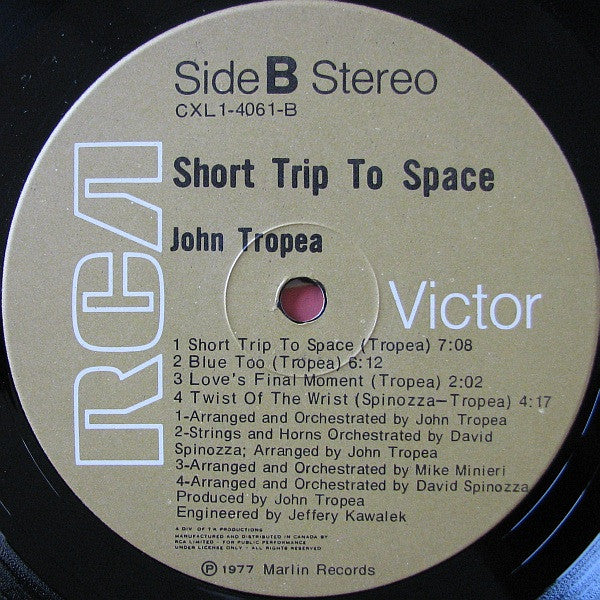 Side B Stereo
CXL1-4061-B
Short Trip To Space
John Tropea
RCA
Victor
1 Short Trip To Space (Tropea) 7:08
2 Blue Too (Tropea) 6:12
3 Love's Final Moment (Tropea) 2:02
4 Twist Of The Wrist (Spinozza-Tropea) 4:17
1-Arranged and Orchestrated by John Tropea
2-Strings and Horns Orchestrated by David
Spinozza; Arranged by John Tropea
3-Arranged and Orchestrated by Mike Minieri
4-Arranged and Orchestrated by David Spinozza
Produced by John Tropea
Engineered by Jeffery Kawalek
A DIV. OF T.K PRODUCTIONS
MANUFACTURED AND DISTRIBUTED IN CANADA BY
RCA LIMITED - FOR PUBLIC PERFORMANCE
UNDER LICENSE ONLY - ALL RIGHTS RESERVED
℗ 1977 Marlin Records